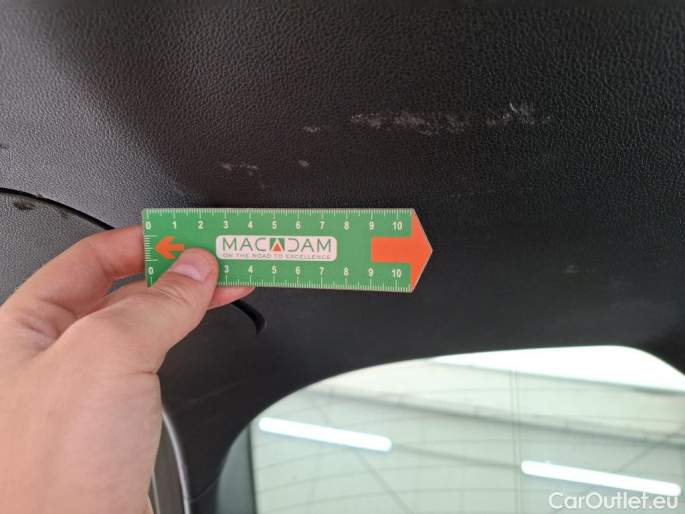 0 1 2 3 4 5 6 7 8 9 10
MACADAM
ON THE ROAD TO EXCELLENCE
0 3 4 5 6 7 8 9 10
CarOutlet.eu